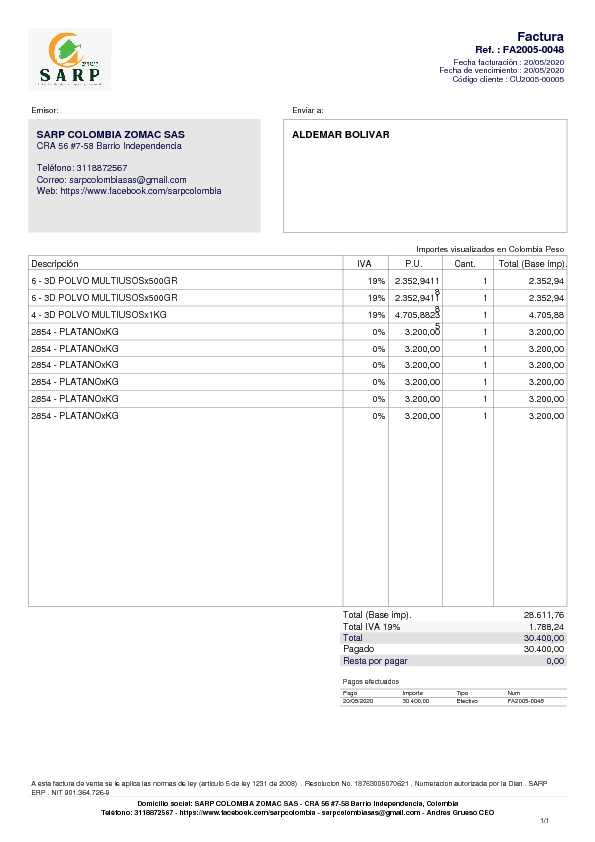 SARP
Factura
Ref. : FA2005-0048
Fecha facturación : 20/05/2020
Fecha de vencimiento : 20/05/2020
Código cliente : CU2005-00005
Emisor:
Enviar a:
SARP COLOMBIA ZOMAC SAS
CRA 56 #7-58 Barrio Independencia
Teléfono: 3118872567
Correo: sarpcolombiasas@gmail.com
Web: https://www.facebook.com/sarpcolombia
ALDEMAR BOLIVAR
Importes visualizados en Colombia Peso
Descripción IVA P.U. Cant. Total (Base imp).
6 - 3D POLVO MULTIUSOSx500GR 19% 2.352,94118 1 2.352,94
6 - 3D POLVO MULTIUSOSx500GR 19% 2.352,94118 1 2.352,94
4 - 3D POLVO MULTIUSOSx1KG 19% 4.705,88235 1 4.705,88
2854 - PLATANOxKG 0% 3.200,00 1 3.200,00
2854 - PLATANOxKG 0% 3.200,00 1 3.200,00
2854 - PLATANOxKG 0% 3.200,00 1 3.200,00
2854 - PLATANOxKG 0% 3.200,00 1 3.200,00
2854 - PLATANOxKG 0% 3.200,00 1 3.200,00
2854 - PLATANOxKG 0% 3.200,00 1 3.200,00
Total (Base imp). 28.611,76
Total IVA 19% 1.788,24
Total 30.400,00
Pagado 30.400,00
Resta por pagar 0,00
Pagos efectuados
Pago Importe Tipo Num
20/05/2020 30.400,00 Efectivo FA2005-0048
A esta factura de venta se le aplica las normas de ley (articulo 5 de ley 1231 de 2008) . Resolucion No. 18763005070621 , Numeracion autorizada por la Dian . SARP
ERP . NIT 901.364.726-9
Domicilio social: SARP COLOMBIA ZOMAC SAS - CRA 56 #7-58 Barrio Independencia, Colombia
Teléfono: 3118872567 - https://www.facebook.com/sarpcolombia - sarpcolombiasas@gmail.com - Andres Grueso CEO
1/1